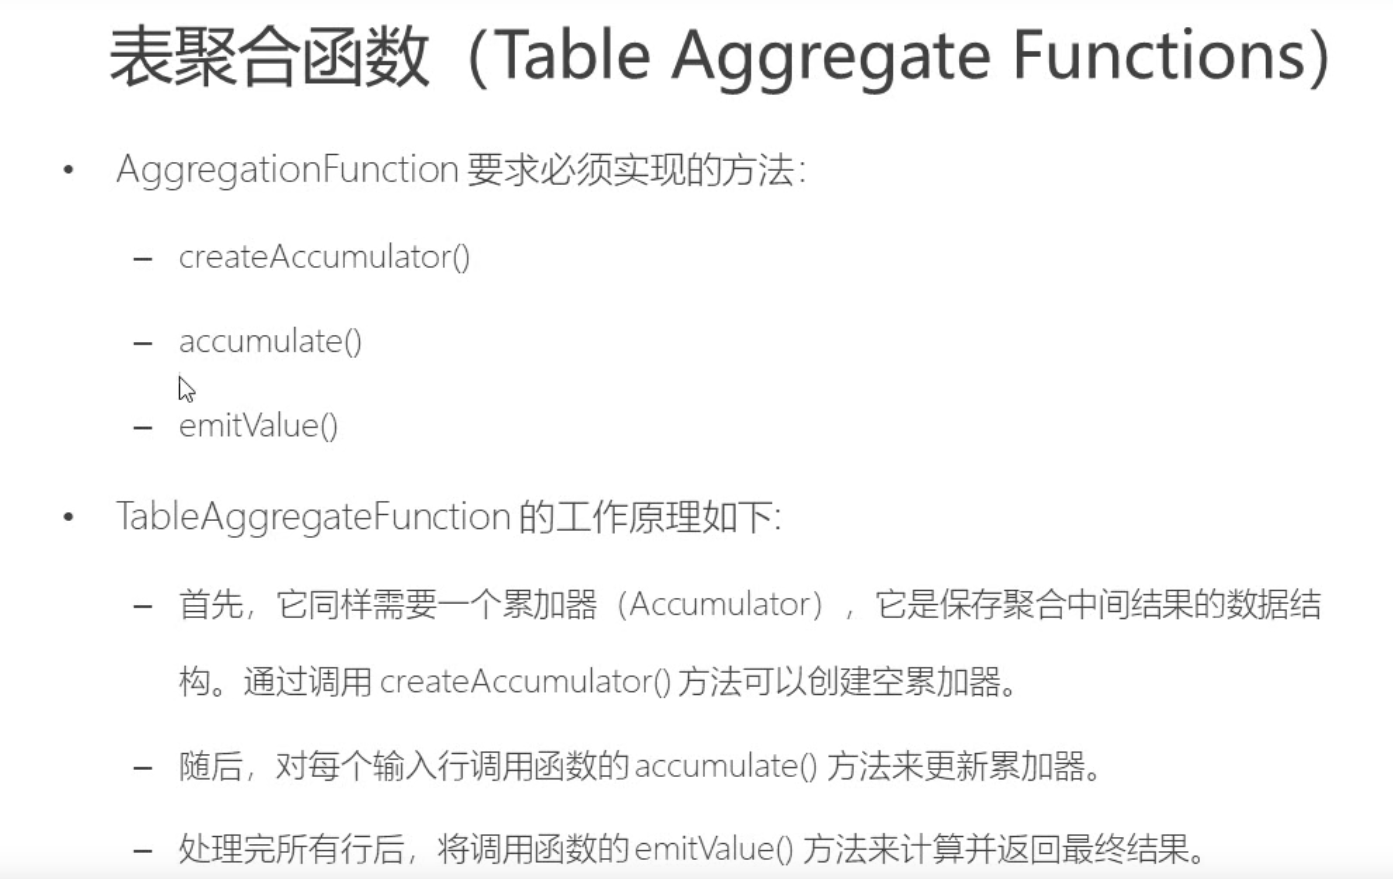 表聚合函数（Table Aggregate Functions）
• AggregationFunction 要求必须实现的方法：
– createAccumulator()
– accumulate()
– emitValue()
• TableAggregateFunction 的工作原理如下:
– 首先，它同样需要一个累加器（Accumulator），它是保存聚合中间结果的数据结
构。通过调用 createAccumulator() 方法可以创建空累加器。
– 随后，对每个输入行调用函数的 accumulate() 方法来更新累加器。
– 处理完所有行后，将调用函数的 emitValue() 方法来计算并返回最终结果。